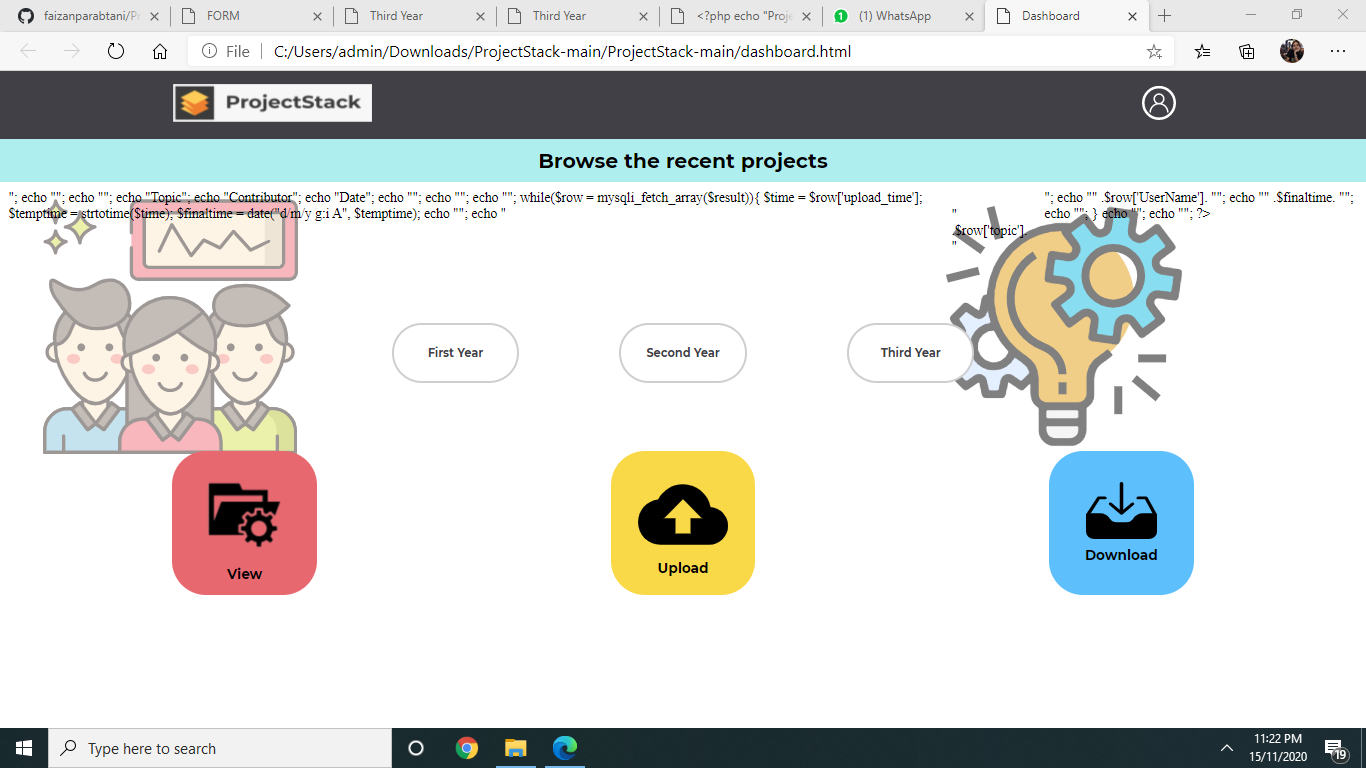 faizanparabtani/Pr
FORM
Third Year
Third Year
<?php echo "Proje
1
(1) WhatsApp
Dashboard
File
C:/Users/admin/Downloads/ProjectStack-main/ProjectStack-main/dashboard.html
ProjectStack
Browse the recent projects
"; echo ""; echo ""; echo "Topic"; echo "Contributor"; echo "Date"; echo ""; echo ""; echo ""; while($row = mysqli_fetch_array($result)){ $time = $row['upload_time'];
$temptime = strtotime($time); $finaltime = date("d/m/y g:i A", $temptime); echo ""; echo "
"
.$row['topic'].
"
"; echo "" .$row['UserName']. ""; echo "" .$finaltime. "";
echo ""; } echo ""; echo ""; ?>
First Year
Second Year
Third Year
View
Upload
Download
Type here to search
11:22 PM
15/11/2020
19